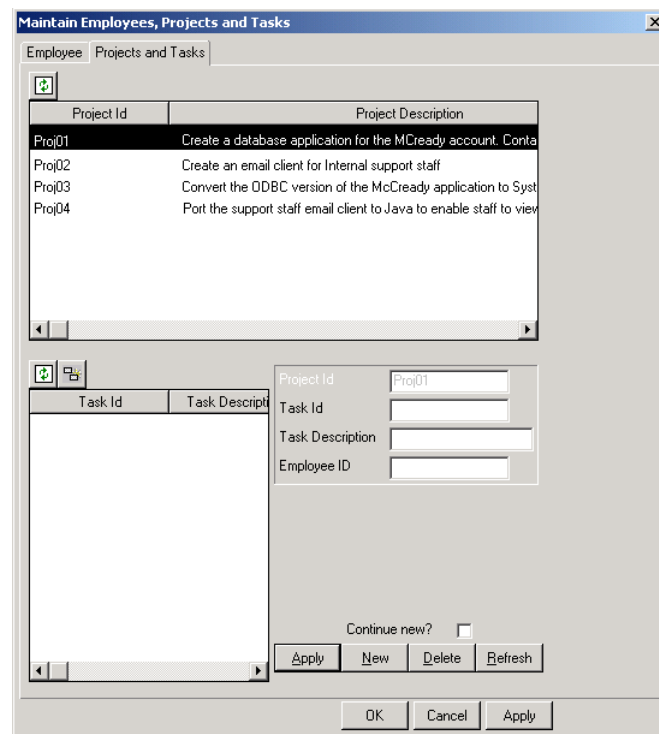 Maintain Employees, Projects and Tasks
Employee Projects and Tasks
Project Id Project Description
Proj01 Create a database application for the MCready account. Conta
Proj02 Create an email client for Internal support staff
Proj03 Convert the ODBC version of the McCready application to Syst
Proj04 Port the support staff email client to Java to enable staff to view
Task Id Task Descripti
Project Id Proj01
Task Id
Task Description
Employee ID
Continue new?
Apply New Delete Refresh
OK Cancel Apply